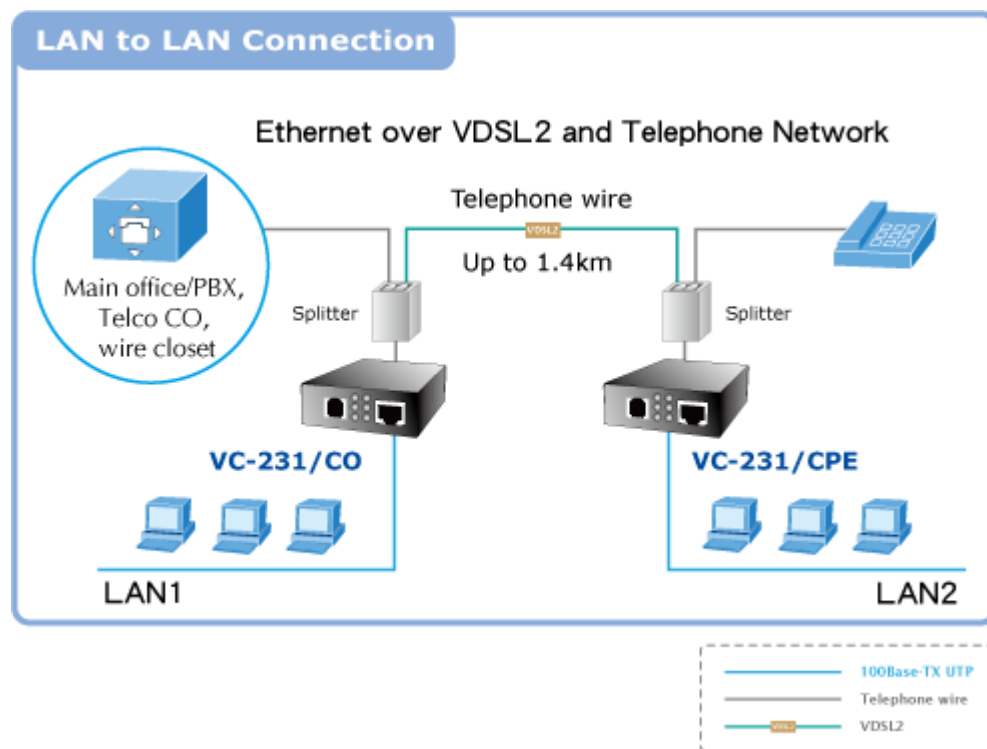 LAN to LAN Connection
Ethernet over VDSL2 and Telephone Network
Telephone wire
VDSL2
Up to 1.4km
Main office/PBX,
Telco CO,
wire closet
Splitter
Splitter
VC-231/CO
VC-231/CPE
LAN1
LAN2
100Base-TX UTP
Telephone wire
VDSL2
VDSL2